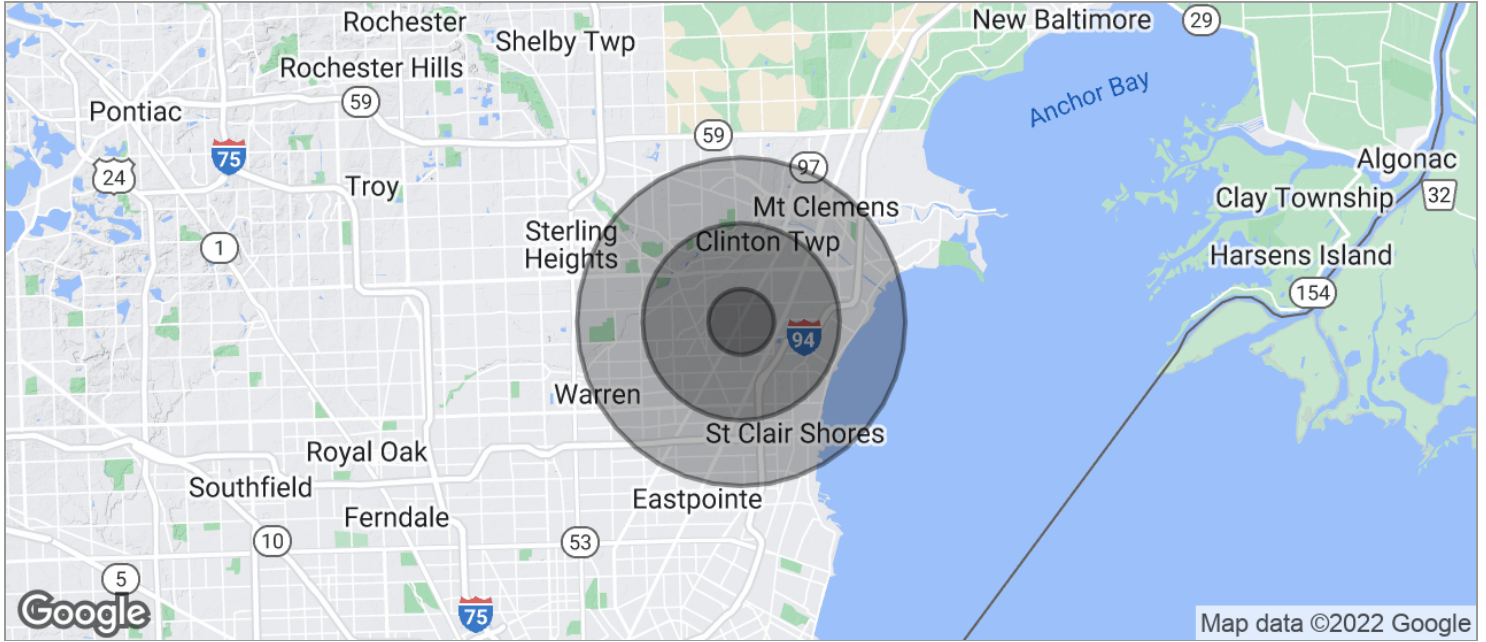 Rochester
New Baltimore
29
Shelby Twp
Rochester Hills
59
Anchor Bay
Pontiac
59
75
97
Algonac
24
Troy
32
Clay Township
Mt Clemens
Sterling
Heights
Clinton Twp
1
Harsens Island
154
94
Warren
St Clair Shores
Royal Oak
Southfield
Eastpointe
Ferndale
10
53
5
Google
75
Map data ©2022 Google